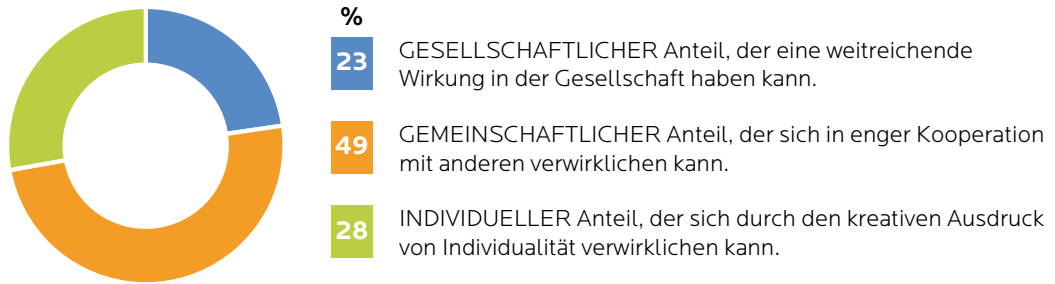 %
23 GESELLSCHAFTLICHER Anteil, der eine weitreichende
Wirkung in der Gesellschaft haben kann.
49 GEMEINSCHAFTLICHER Anteil, der sich in enger Kooperation
mit anderen verwirklichen kann.
28 INDIVIDUELLER Anteil, der sich durch den kreativen Ausdruck
von Individualität verwirklichen kann.